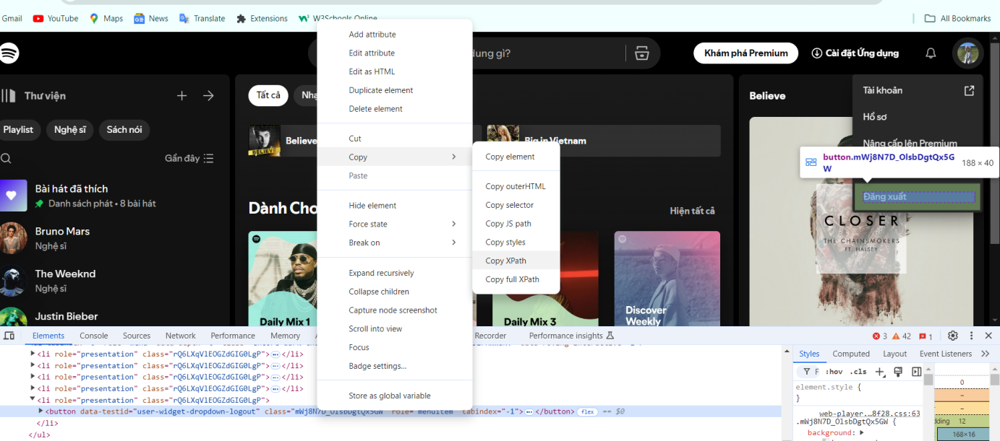 Gmail YouTube Maps News Translate Extensions W3Schools Online All Bookmarks
dung gì? Khám phá Premium Cài đặt Ứng dụng
Thư viện
Playlist Nghệ sĩ Sách nói
Gần đây
Bài hát đã thích
Danh sách phát • 8 bài hát
Bruno Mars
Nghệ sĩ
The Weeknd
Nghệ sĩ
Justin Bieber
Tất cả
Believe
BELIEVE
Big in Vietnam
Dành Cho
Hiện tất cả
Daily Mix 1
Daily Mix 3
Discover
Weekly
Add attribute
Edit attribute
Edit as HTML
Duplicate element
Delete element
Cut
Copy
Paste
Hide element
Force state
Break on
Expand recursively
Collapse children
Capture node screenshot
Scroll into view
Focus
Badge settings...
Store as global variable
Copy element
Copy outerHTML
Copy selector
Copy JS path
Copy styles
Copy XPath
Copy full XPath
Believe
Tài khoản
Hồ sơ
Nâng cấp lên Premium
button.mWj8N7D_OlsbDgtQx5G
W 188 × 40
Đăng xuất
CLOSER
THE CHAINSMOKERS
FT. HALSEY
Elements Console Sources Network Performance Memory Recorder Performance insights 3 42 1
<li role="presentation" class="rQ6LXqVlEOGZdGIG0LgP">…</li>
<li role="presentation" class="rQ6LXqVlEOGZdGIG0LgP">…</li>
<li role="presentation" class="rQ6LXqVlEOGZdGIG0LgP">…</li>
<li role="presentation" class="rQ6LXqVlEOGZdGIG0LgP">…</li>
<li role="presentation" class="rQ6LXqVlEOGZdGIG0LgP">
<button data-testid="user-widget-dropdown-logout" class="mWj8N7D_OlsbDgtQx5GW" role="menuitem" tabindex="-1">…</button> flex == $0
</li>
</ul>
Styles Computed Layout Event Listeners
F :hov .cls
element.style {
}
web-player.…8f28.css:63
.mWj8N7D_OlsbDgtQx5GW {
background:
0
-
-
dding 12
168×16